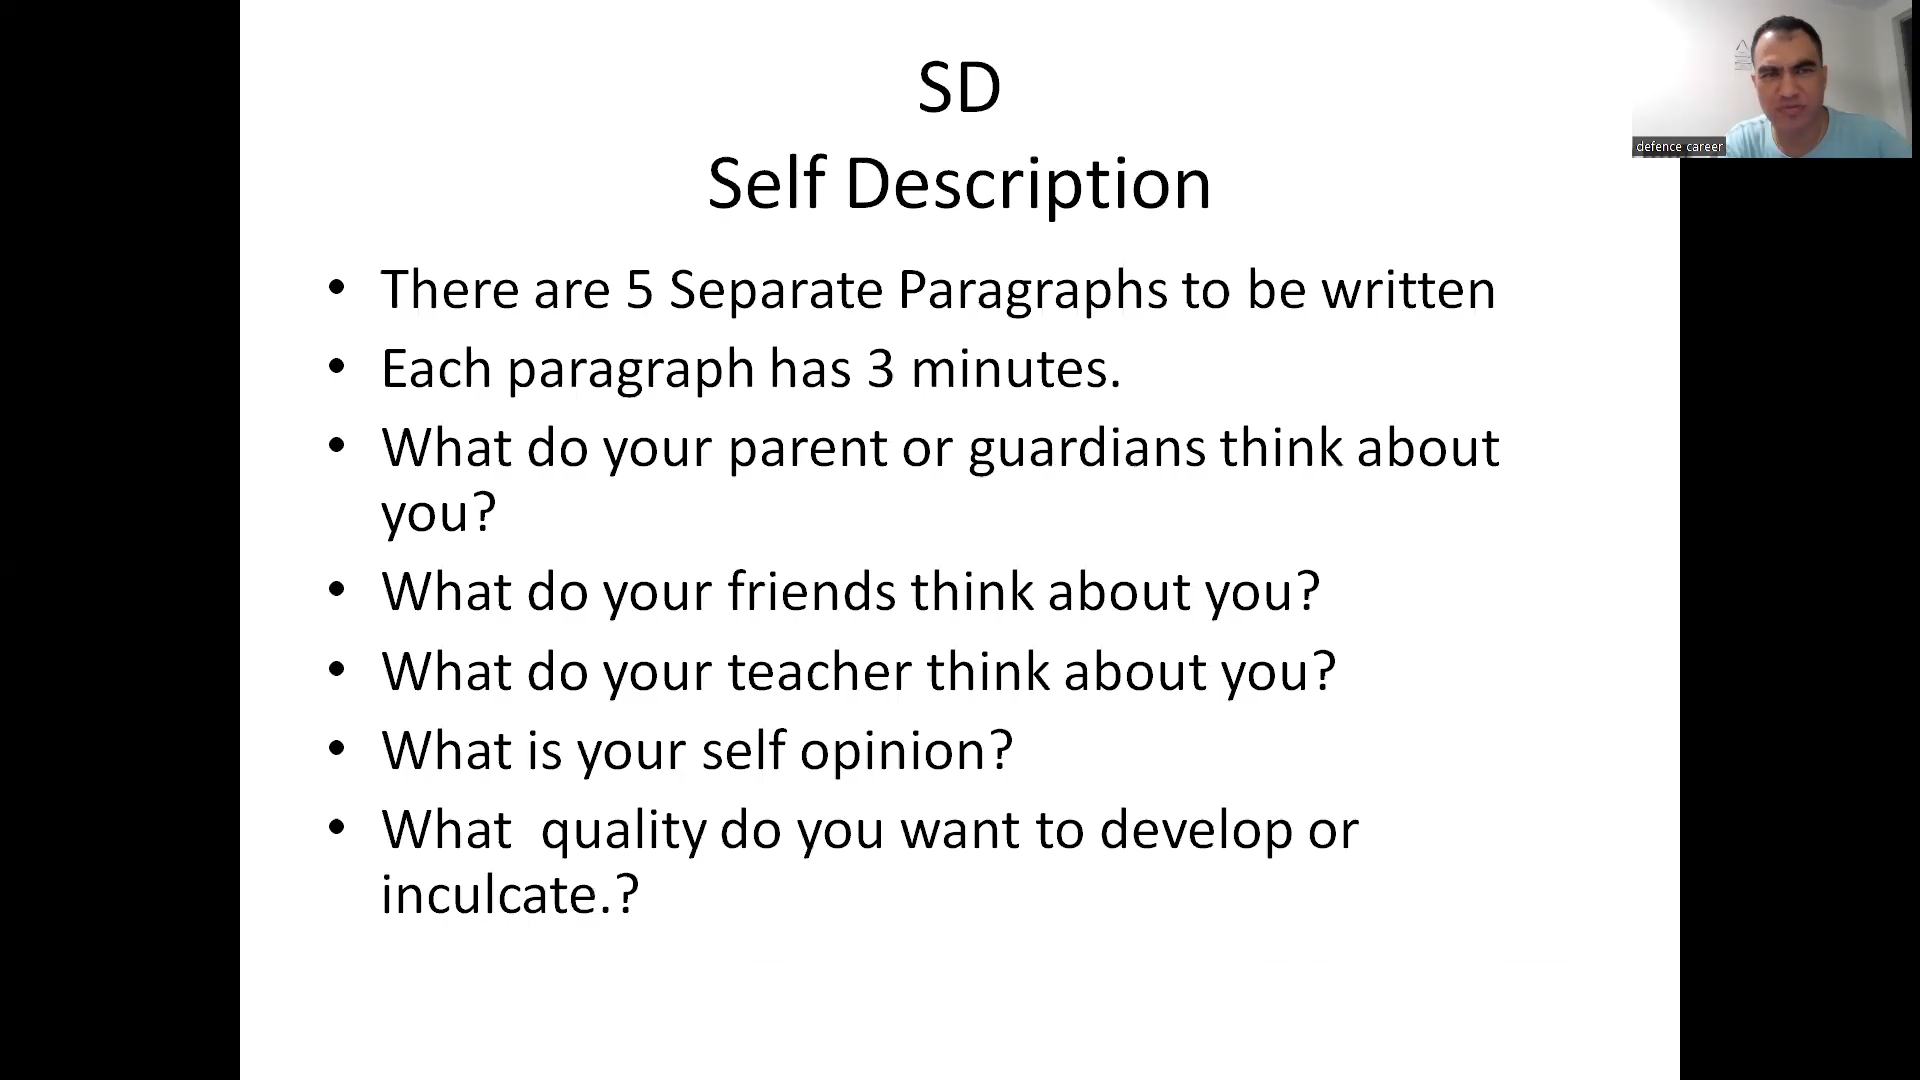 SD
Self Description
• There are 5 Separate Paragraphs to be written
• Each paragraph has 3 minutes.
• What do your parent or guardians think about
you?
• What do your friends think about you?
• What do your teacher think about you?
• What is your self opinion?
• What  quality do you want to develop or
inculcate.?
defence career